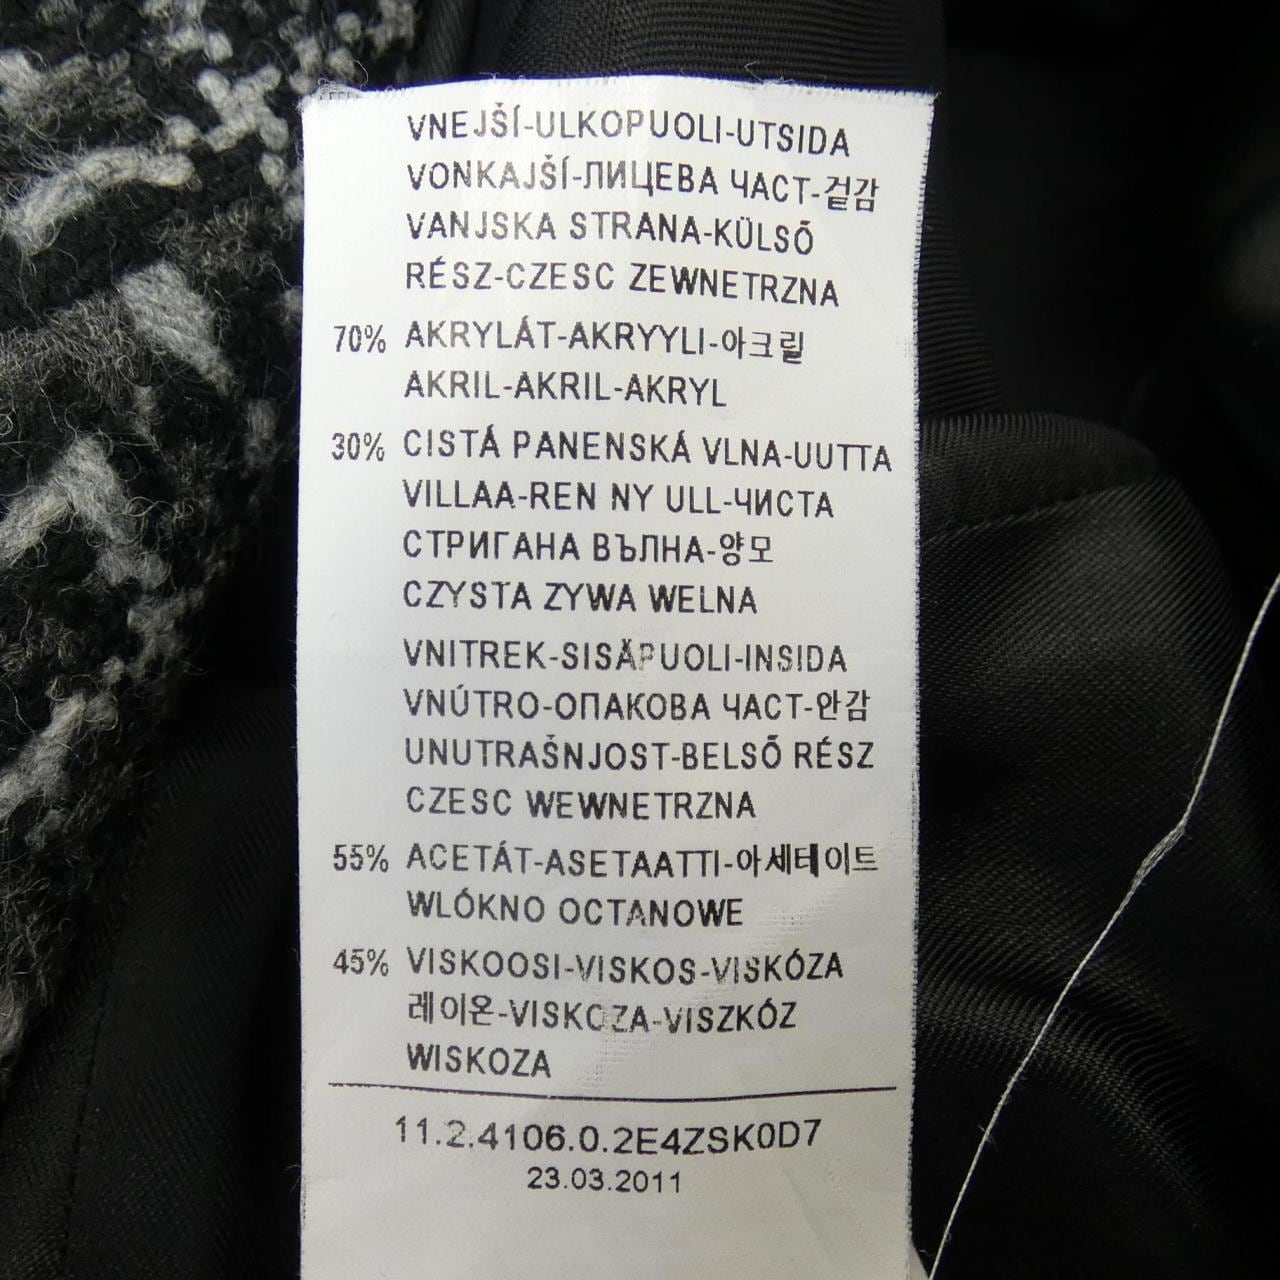 VNEJŠÍ-ULKOPUOLI-UTSIDA
VONKAJŠÍ-ЛИЦЕВА ЧАСТ-겉감
VANJSKA STRANA-KÜLSŐ
RÉSZ-CZESC ZEWNETRZNA
70% AKRYLÁT-AKRYYLI-아크릴
AKRIL-AKRIL-AKRYL
30% CISTÁ PANENSKÁ VLNA-UUTTA
VILLAA-REN NY ULL-ЧИСТА
СТРИГАНА ВЪЛНА-양모
CZYSTA ZYWA WELNA
VNITREK-SISÄPUOLI-INSIDA
VNÚTRO-ОПАКОВА ЧАСТ-안감
UNUTRAŠNJOST-BELSŐ RÉSZ
CZESC WEWNETRZNA
55% ACETÁT-ASETAATTI-아세테이트
WLÓKNO OCTANOWE
45% VISKOOSI-VISKOS-VISKÓZA
레이온-VISKOZA-VISZKÓZ
WISKOZA
11.2.4106.0.2E4ZSK0D7
23.03.2011